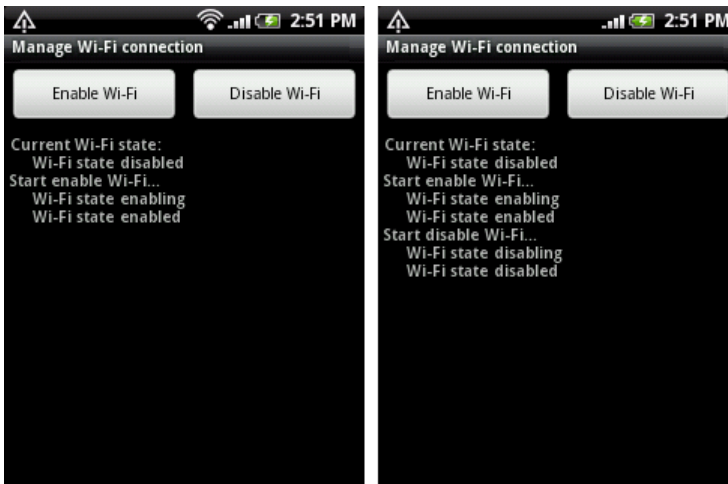 2:51 PM
Manage Wi-Fi connection
Enable Wi-Fi
Disable Wi-Fi
Current Wi-Fi state:
Wi-Fi state disabled
Start enable Wi-Fi...
Wi-Fi state enabling
Wi-Fi state enabled
2:51 PM
Manage Wi-Fi connection
Enable Wi-Fi
Disable Wi-Fi
Current Wi-Fi state:
Wi-Fi state disabled
Start enable Wi-Fi...
Wi-Fi state enabling
Wi-Fi state enabled
Start disable Wi-Fi...
Wi-Fi state disabling
Wi-Fi state disabled